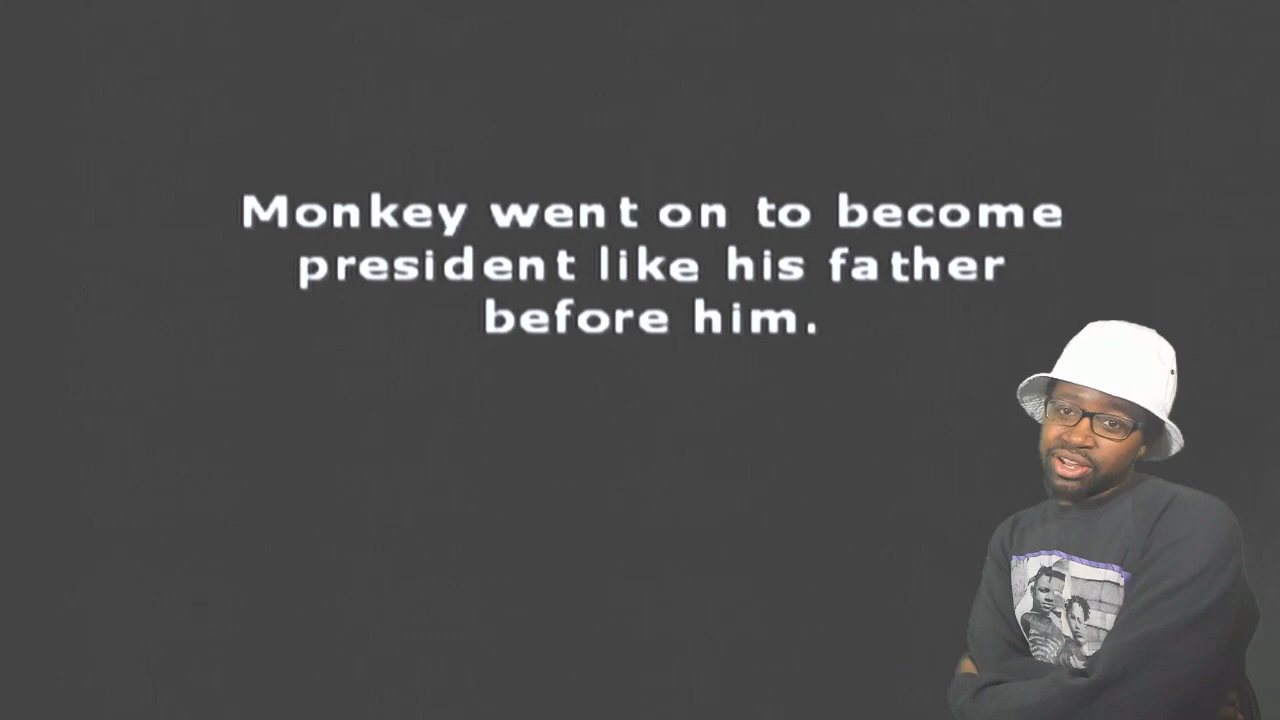 Monkey went on to become
president like his father
before him.